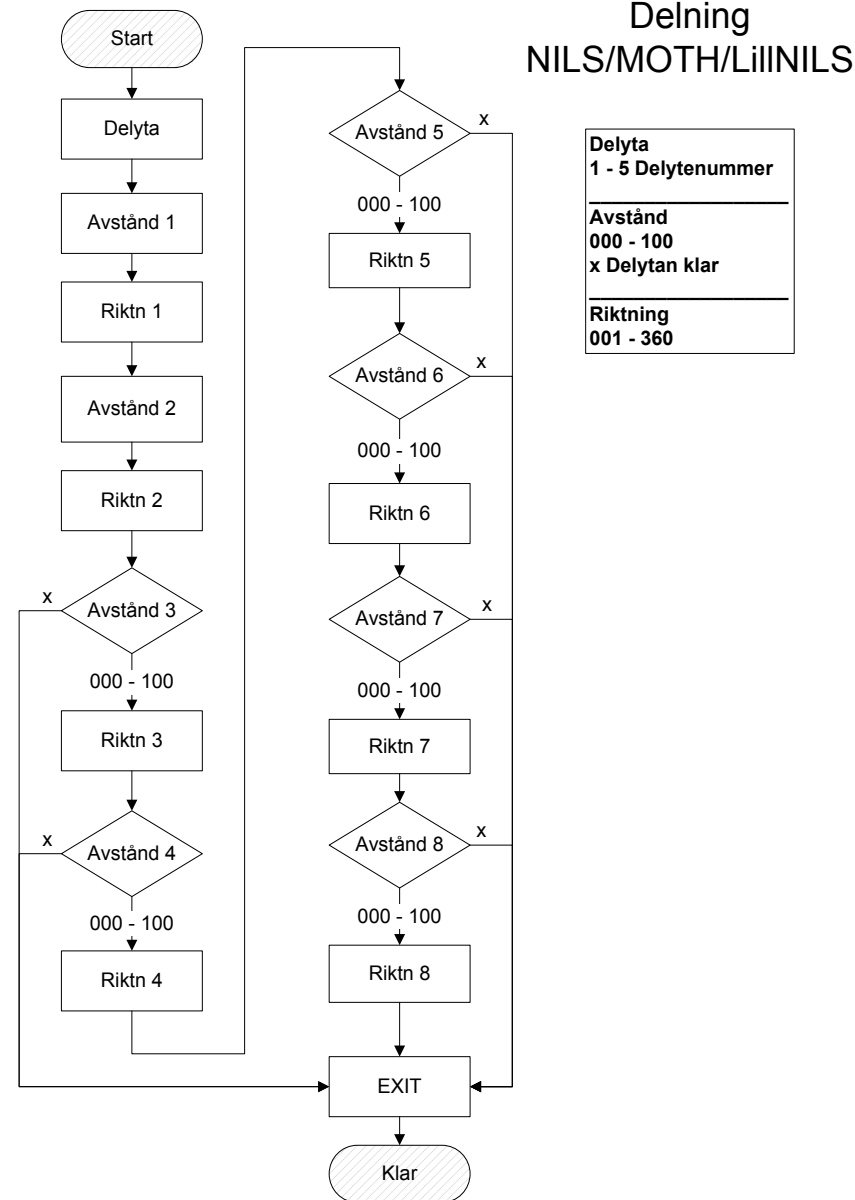 Delning
NILS/MOTH/LillNILS
Start
Delyta
Avstånd 1
Riktn 1
Avstånd 2
Riktn 2
x
Avstånd 3
000 - 100
Riktn 3
x
Avstånd 4
000 - 100
Riktn 4
Avstånd 5
x
000 - 100
Riktn 5
Avstånd 6
x
000 - 100
Riktn 6
Avstånd 7
x
000 - 100
Riktn 7
Avstånd 8
x
000 - 100
Riktn 8
EXIT
Klar
Delyta
1 - 5 Delytenummer
Avstånd
000 - 100
x Delytan klar
Riktning
001 - 360